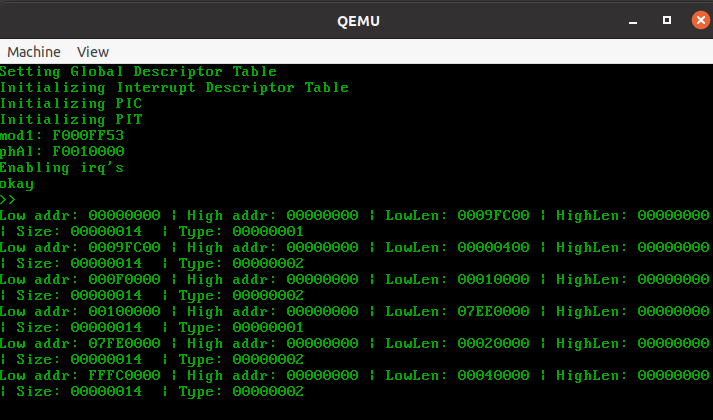 QEMU
Machine View
Setting Global Descriptor Table
Initializing Interrupt Descriptor Table
Initializing PIC
Initializing PIT
mod1: F000FF53
phAl: F0010000
Enabling irq's
okay
>>
Low addr: 00000000 ¦ High addr: 00000000 ¦ LowLen: 0009FC00 ¦ HighLen: 00000000
¦ Size: 00000014 ¦ Type: 00000001
Low addr: 0009FC00 ¦ High addr: 00000000 ¦ LowLen: 00000400 ¦ HighLen: 00000000
¦ Size: 00000014 ¦ Type: 00000002
Low addr: 000F0000 ¦ High addr: 00000000 ¦ LowLen: 00010000 ¦ HighLen: 00000000
¦ Size: 00000014 ¦ Type: 00000002
Low addr: 00100000 ¦ High addr: 00000000 ¦ LowLen: 07EE0000 ¦ HighLen: 00000000
¦ Size: 00000014 ¦ Type: 00000001
Low addr: 07FE0000 ¦ High addr: 00000000 ¦ LowLen: 00020000 ¦ HighLen: 00000000
¦ Size: 00000014 ¦ Type: 00000002
Low addr: FFFC0000 ¦ High addr: 00000000 ¦ LowLen: 00040000 ¦ HighLen: 00000000
¦ Size: 00000014 ¦ Type: 00000002